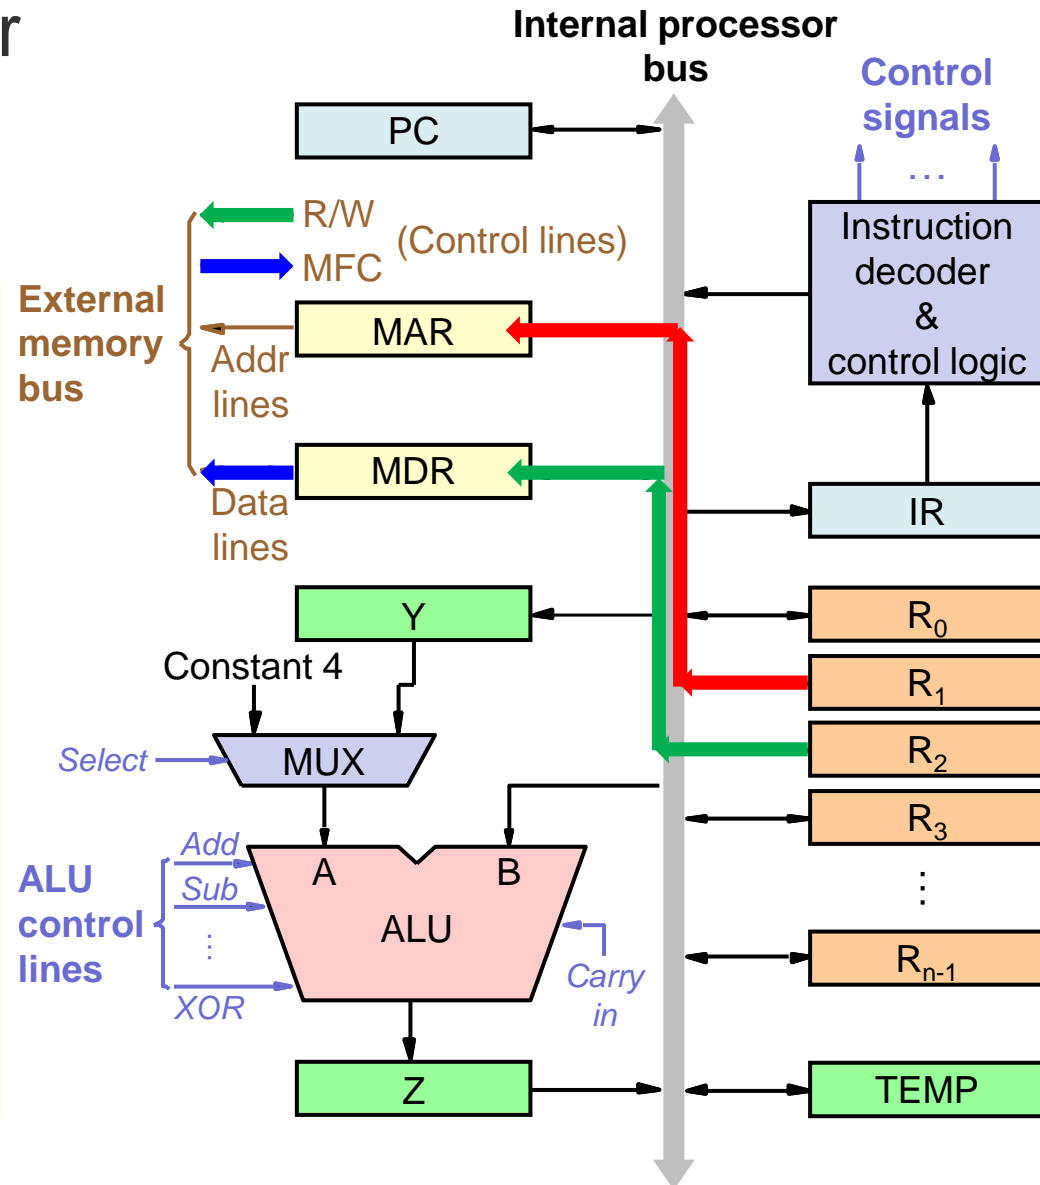 r
Internal processor
bus
Control
signals
...
PC
R/W
(Control lines)
MFC
Instruction
decoder
&
control logic
External
memory
bus
MAR
Addr
lines
MDR
Data
lines
IR
Y
R0
Constant 4
R1
Select
MUX
R2
R3
Add
A
B
ALU
control
lines
Sub
⋮
ALU
⋮
XOR
Carry
in
Rn-1
Z
TEMP